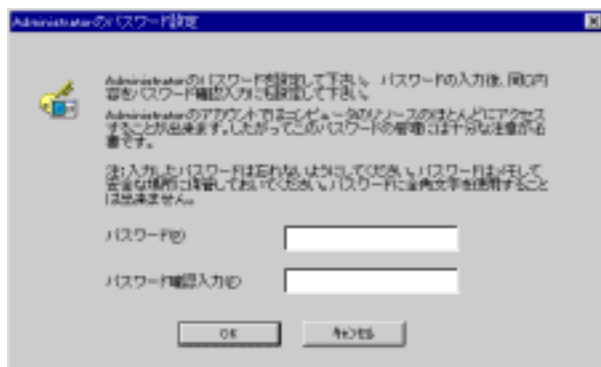 Administratorのパスワード設定
Administratorのパスワードを設定して下さい。 パスワードの入力後、同じ内
容をパスワード確認入力にも設定して下さい。
Administratorのアカウントではコンピュータのリソースのほとんどにアクセス
することが出来ます。したがってこのパスワードの管理には十分な注意が必
要です。
注:入力したパスワードは忘れないようにしてください。パスワードはメモして
安全な場所に保管しておいてください。パスワードに全角文字を使用すること
は出来ません。
パスワード(P)
パスワード確認入力(C)
OK
キャンセル